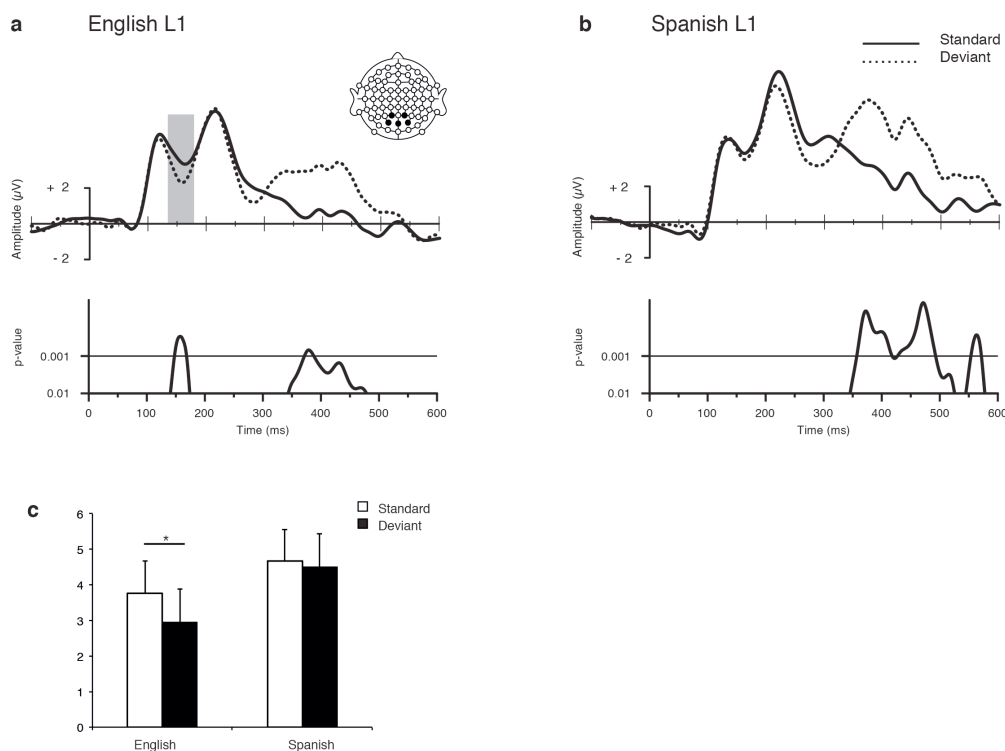 a English L1
Amplitude (µV)
+ 2
- 2
p-value
0.001
0.01
0 100 200 300 400 500 600
Time (ms)
b Spanish L1
Standard
Deviant
Amplitude (µV)
+ 2
- 2
p-value
0.001
0.01
0 100 200 300 400 500 600
Time (ms)
c
Standard
Deviant
6
5
4
3
2
1
0
*
English Spanish